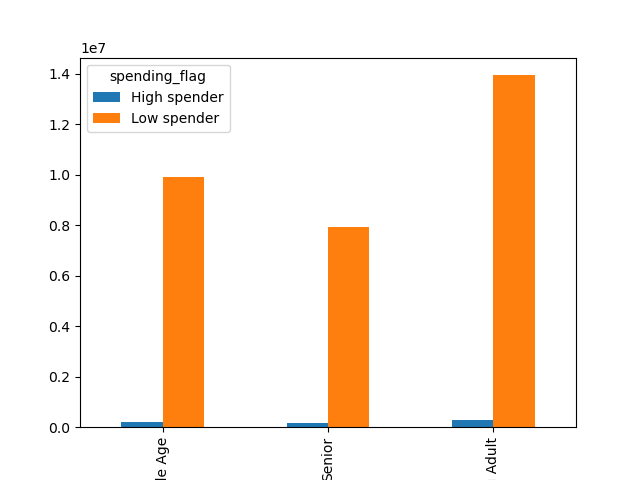 1e7
1.4
1.2
1.0
0.8
0.6
0.4
0.2
0.0
spending_flag
High spender
Low spender
Age
Senior
Adult